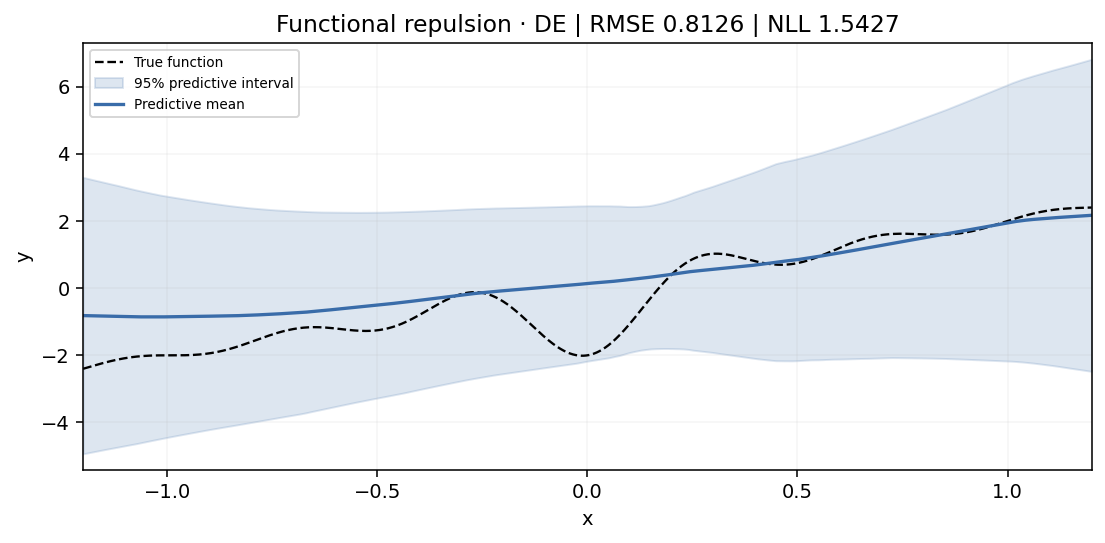 Functional repulsion · DE | RMSE 0.8126 | NLL 1.5427
True function
95% predictive interval
Predictive mean
y
6
4
2
0
−2
−4
−1.0 −0.5 0.0 0.5 1.0
x